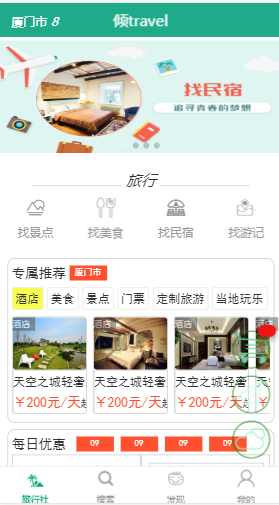 厦门市 8
倾travel
找民宿
追寻青春的梦想
旅行
找景点 找美食 找民宿 找游记
专属推荐 厦门市
酒店 美食 景点 门票 定制旅游 当地玩乐
酒店 酒店 酒店
天空之城轻奢 天空之城轻奢 天空之城轻奢
￥200元/天起 ￥200元/天起 ￥200元/天
每日优惠 09 09 09 09
旅行社 搜索 发现 我的